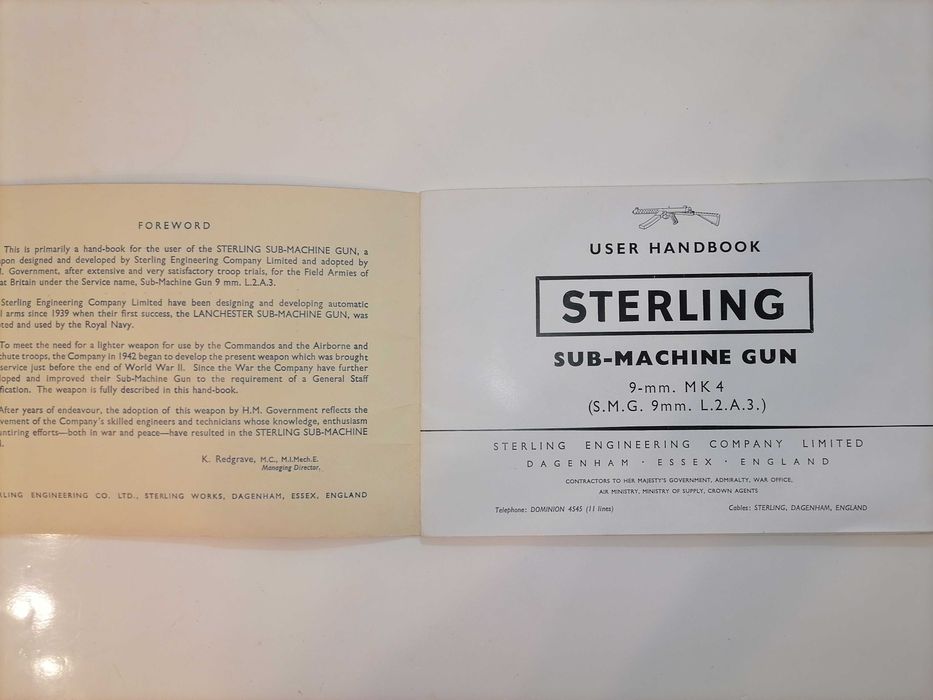 FOREWORD
This is primarily a hand-book for the user of the STERLING SUB-MACHINE GUN, a
pon designed and developed by Sterling Engineering Company Limited and adopted by
. Government, after extensive and very satisfactory troop trials, for the Field Armies of
at Britain under the Service name, Sub-Machine Gun 9 mm. L.2.A.3.
Sterling Engineering Company Limited have been designing and developing automatic
l arms since 1939 when their first success, the LANCHESTER SUB-MACHINE GUN, was
ted and used by the Royal Navy.
To meet the need for a lighter weapon for use by the Commandos and the Airborne and
chute troops, the Company in 1942 began to develop the present weapon which was brought
service just before the end of World War II. Since the War the Company have further
loped and improved their Sub-Machine Gun to the requirement of a General Staff
fication. The weapon is fully described in this hand-book.
After years of endeavour, the adoption of this weapon by H.M. Government reflects the
vement of the Company's skilled engineers and technicians whose knowledge, enthusiasm
untiring efforts—both in war and peace—have resulted in the STERLING SUB-MACHINE
.
K. Redgrave, M.C., M.I.Mech.E.
Managing Director.
RLING ENGINEERING CO. LTD., STERLING WORKS, DAGENHAM, ESSEX, ENGLAND
USER HANDBOOK
STERLING
SUB-MACHINE GUN
9-mm. MK 4
(S.M.G. 9mm. L.2.A.3.)
STERLING ENGINEERING COMPANY LIMITED
DAGENHAM · ESSEX · ENGLAND
CONTRACTORS TO HER MAJESTY'S GOVERNMENT, ADMIRALTY, WAR OFFICE,
AIR MINISTRY, MINISTRY OF SUPPLY, CROWN AGENTS
Telephone: DOMINION 4545 (11 lines)
Cables: STERLING, DAGENHAM, ENGLAND